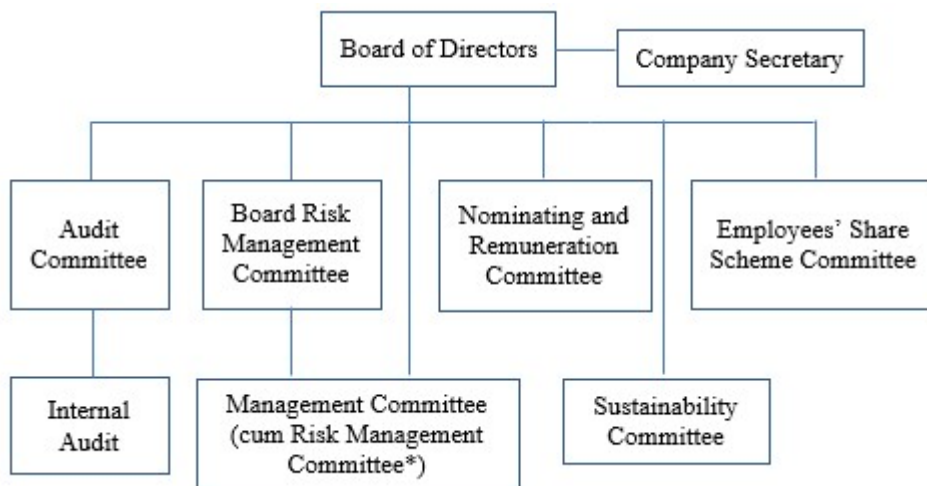 Board of Directors
Company Secretary
Audit
Committee
Board Risk
Management
Committee
Nominating and
Remuneration
Committee
Employees’ Share
Scheme Committee
Internal
Audit
Management Committee
(cum Risk Management
Committee*)
Sustainability
Committee